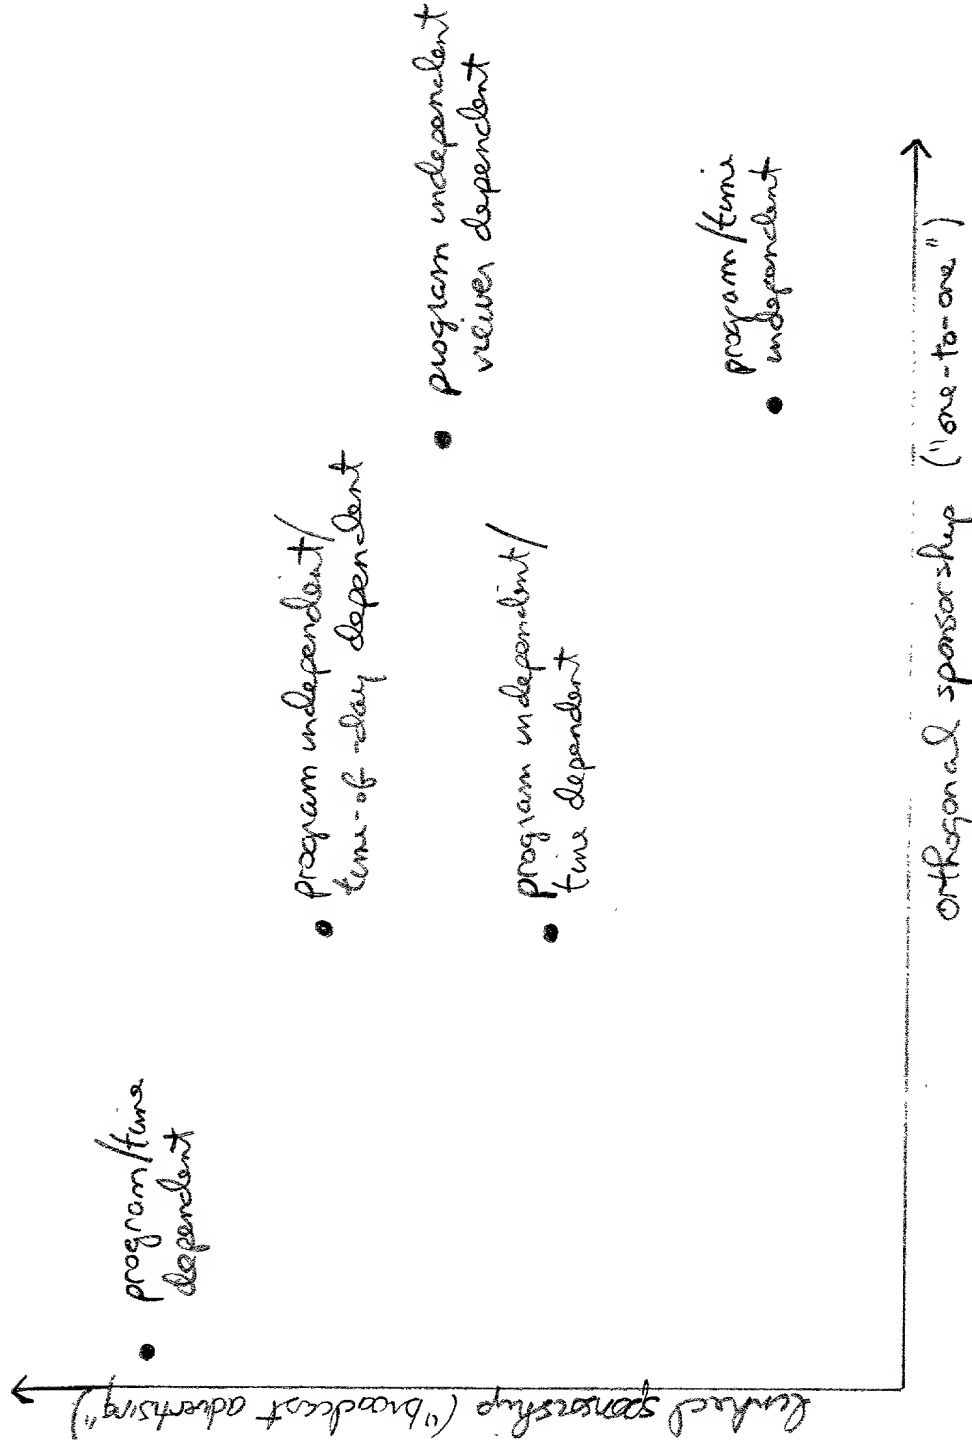 linked sponsorship ("broadcast advertising")
program/time
dependent
program independent/
time-of-day dependent
program independent/
time dependent
program independent
viewer dependent
program/time
independent
orthogonal sponsorship ("one-to-one")